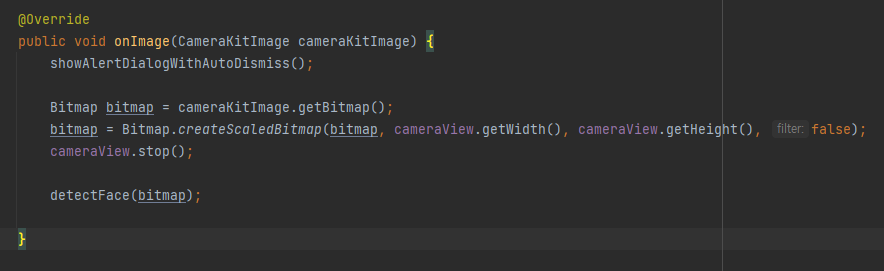 @Override
public void onImage(CameraKitImage cameraKitImage) {
showAlertDialogWithAutoDismiss();
Bitmap bitmap = cameraKitImage.getBitmap();
bitmap = Bitmap.createScaledBitmap(bitmap, cameraView.getWidth(), cameraView.getHeight(), filter: false);
cameraView.stop();
detectFace(bitmap);
}